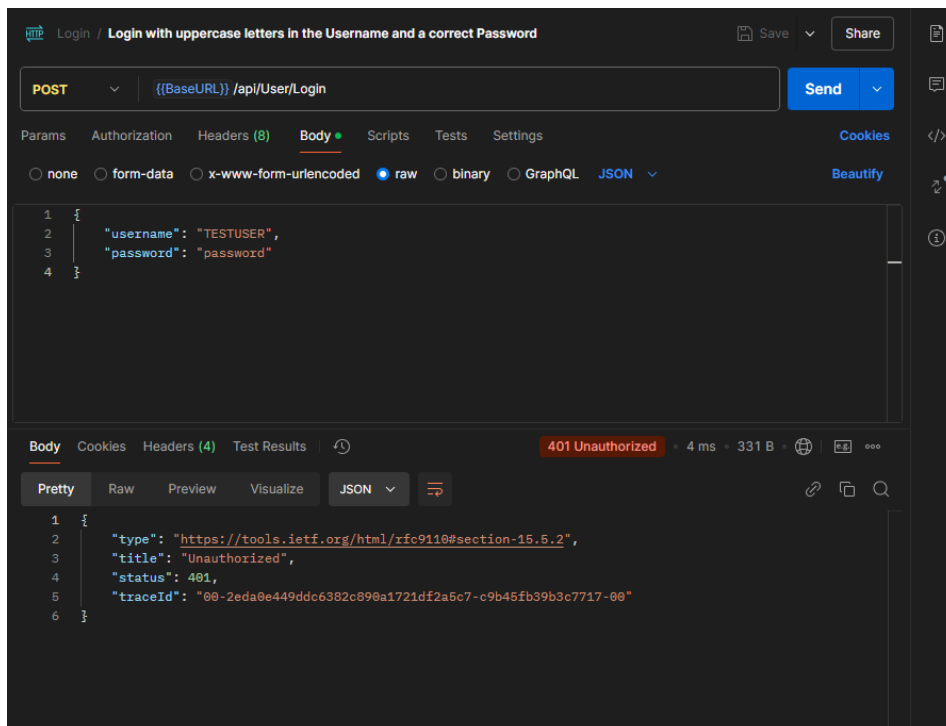 HTTP Login / Login with uppercase letters in the Username and a correct Password Save Share
POST {{BaseURL}} /api/User/Login Send
Params Authorization Headers (8) Body Scripts Tests Settings Cookies
none form-data x-www-form-urlencoded raw binary GraphQL JSON Beautify
1 {
2 "username": "TESTUSER",
3 "password": "password"
4 }
Body Cookies Headers (4) Test Results 401 Unauthorized • 4 ms • 331 B e.g.
Pretty Raw Preview Visualize JSON
1 {
2 "type": "https://tools.ietf.org/html/rfc9110#section-15.5.2",
3 "title": "Unauthorized",
4 "status": 401,
5 "traceId": "00-2eda0e449ddc6382c890a1721df2a5c7-c9b45fb39b3c7717-00"
6 }